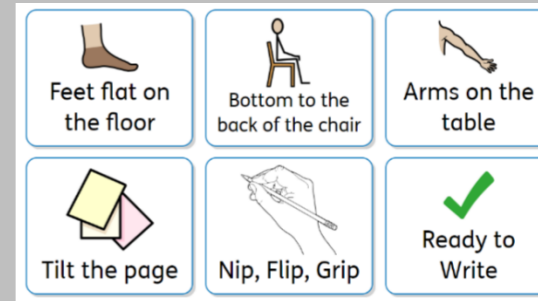 Feet flat on
the floor
Bottom to the
back of the chair
Arms on the
table
Tilt the page
Nip, Flip, Grip
Ready to
Write